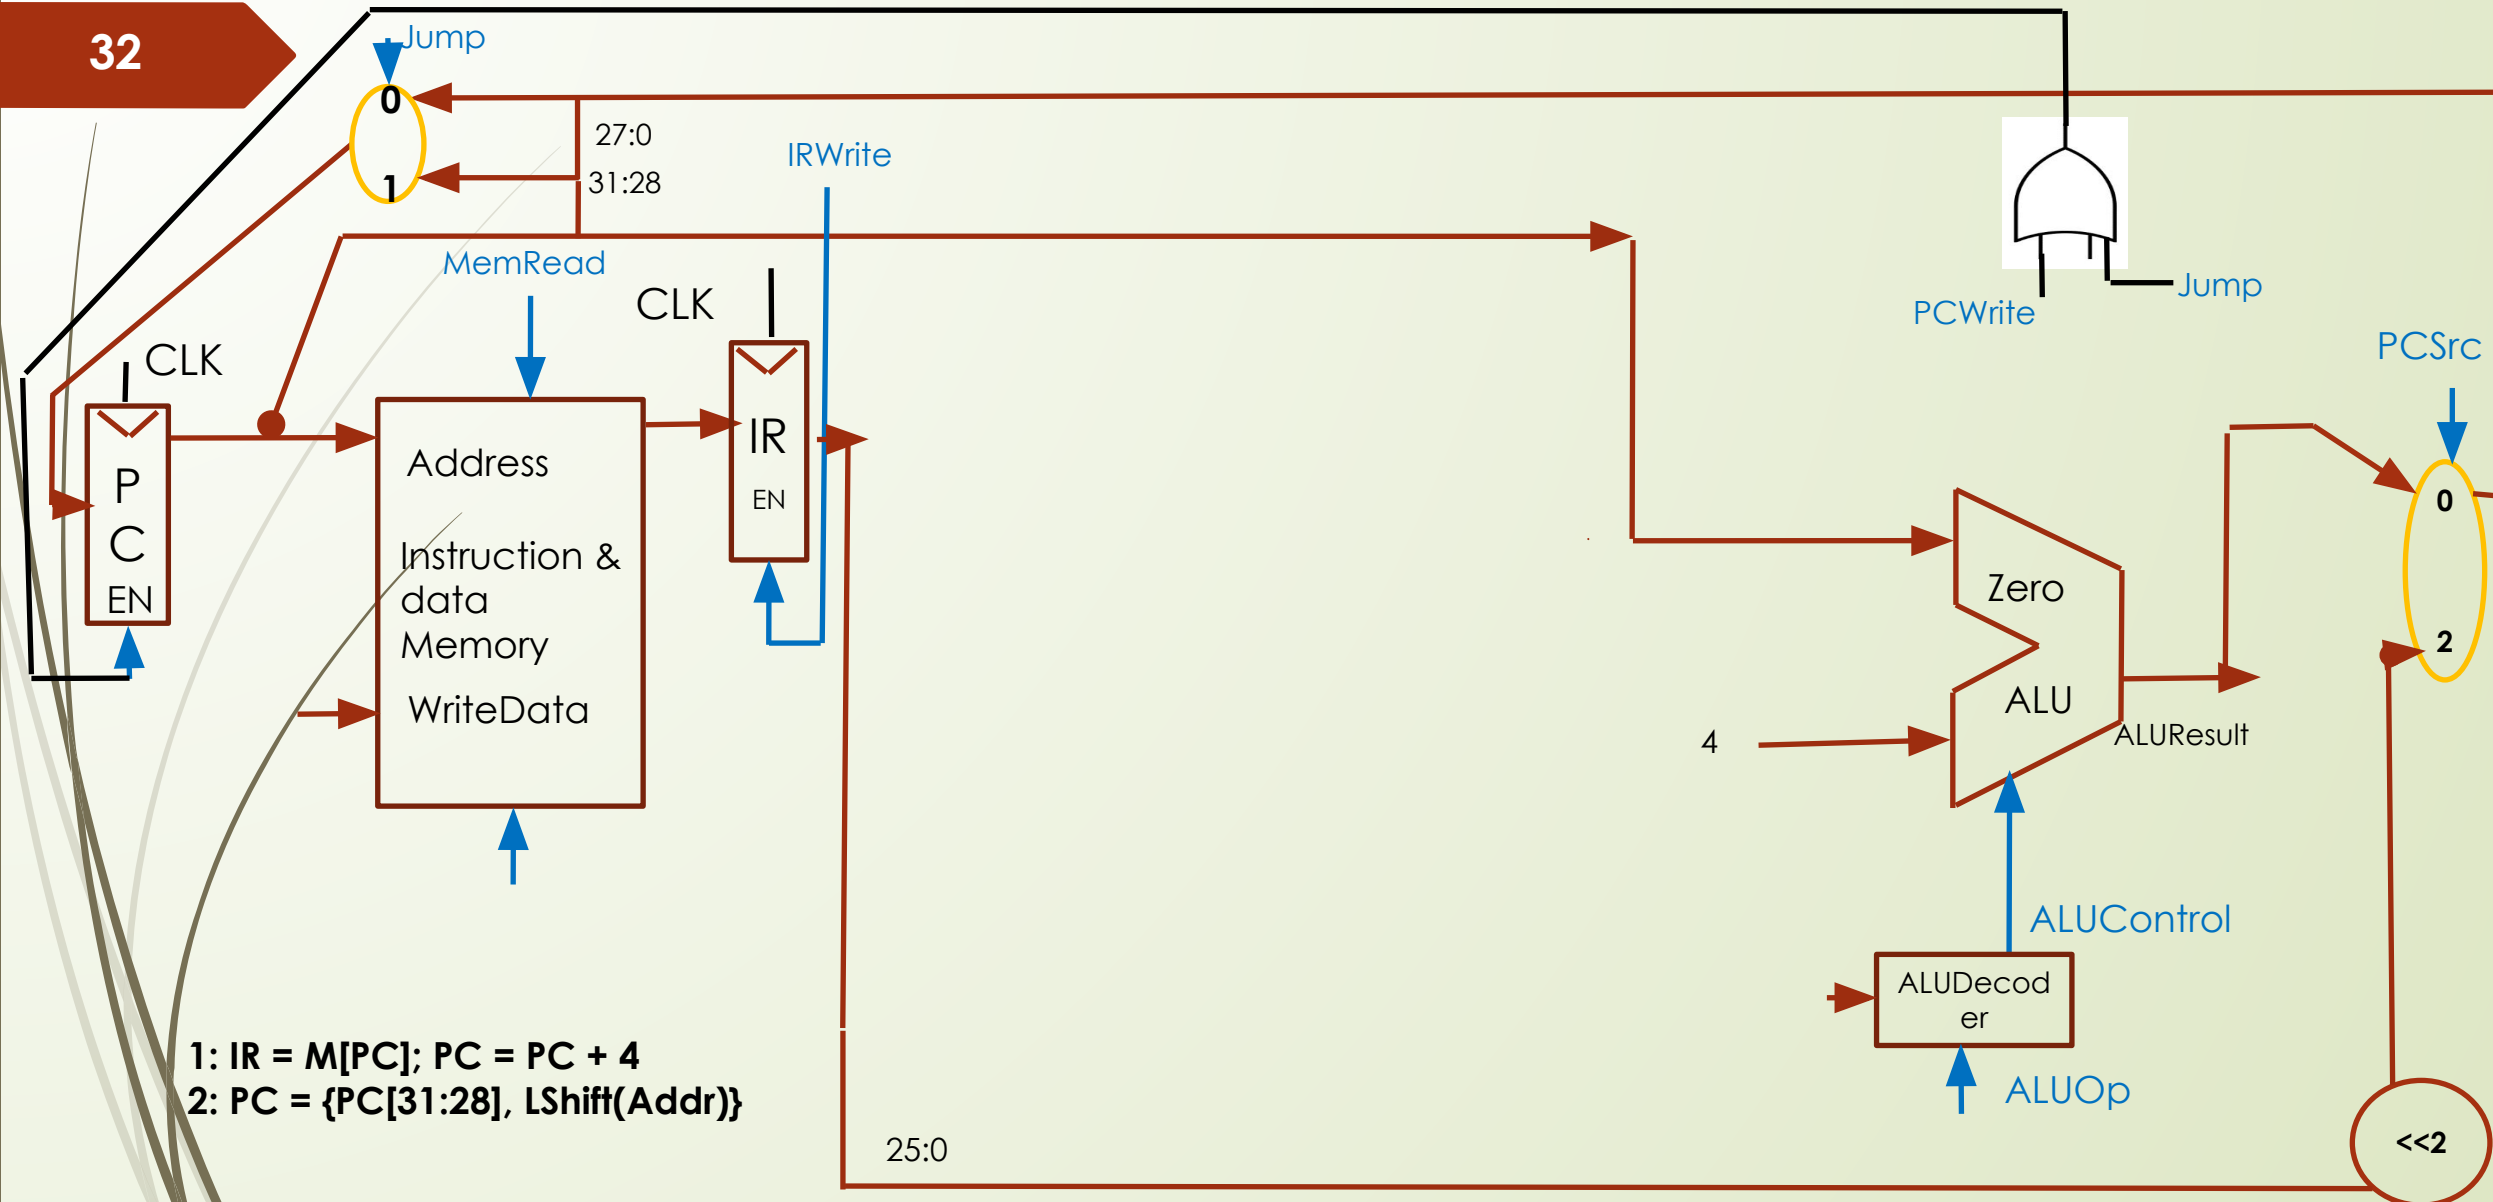 32
Jump
0
27:0
1
31:28
IRWrite
MemRead
CLK
Jump
PCWrite
PCSrc
CLK
P
C
EN
Address
Instruction &
data
Memory
WriteData
IR
EN
0
2
Zero
ALU
ALUResult
4
ALUControl
ALUDecod
er
ALUOp
1: IR = M[PC]; PC = PC + 4
2: PC = {PC[31:28], LShift(Addr)}
25:0
<<2